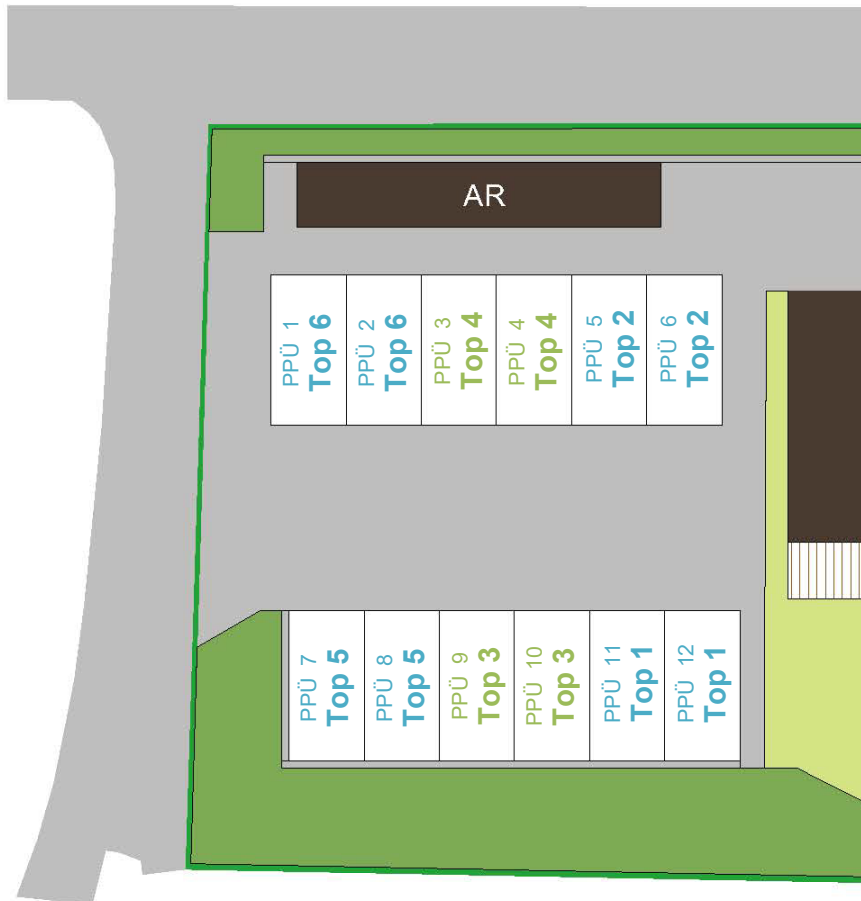 AR
PPÜ 1
Top 6
PPÜ 2
Top 6
PPÜ 3
Top 4
PPÜ 4
Top 4
PPÜ 5
Top 2
PPÜ 6
Top 2
PPÜ 7
Top 5
PPÜ 8
Top 5
PPÜ 9
Top 3
PPÜ 10
Top 3
PPÜ 11
Top 1
PPÜ 12
Top 1